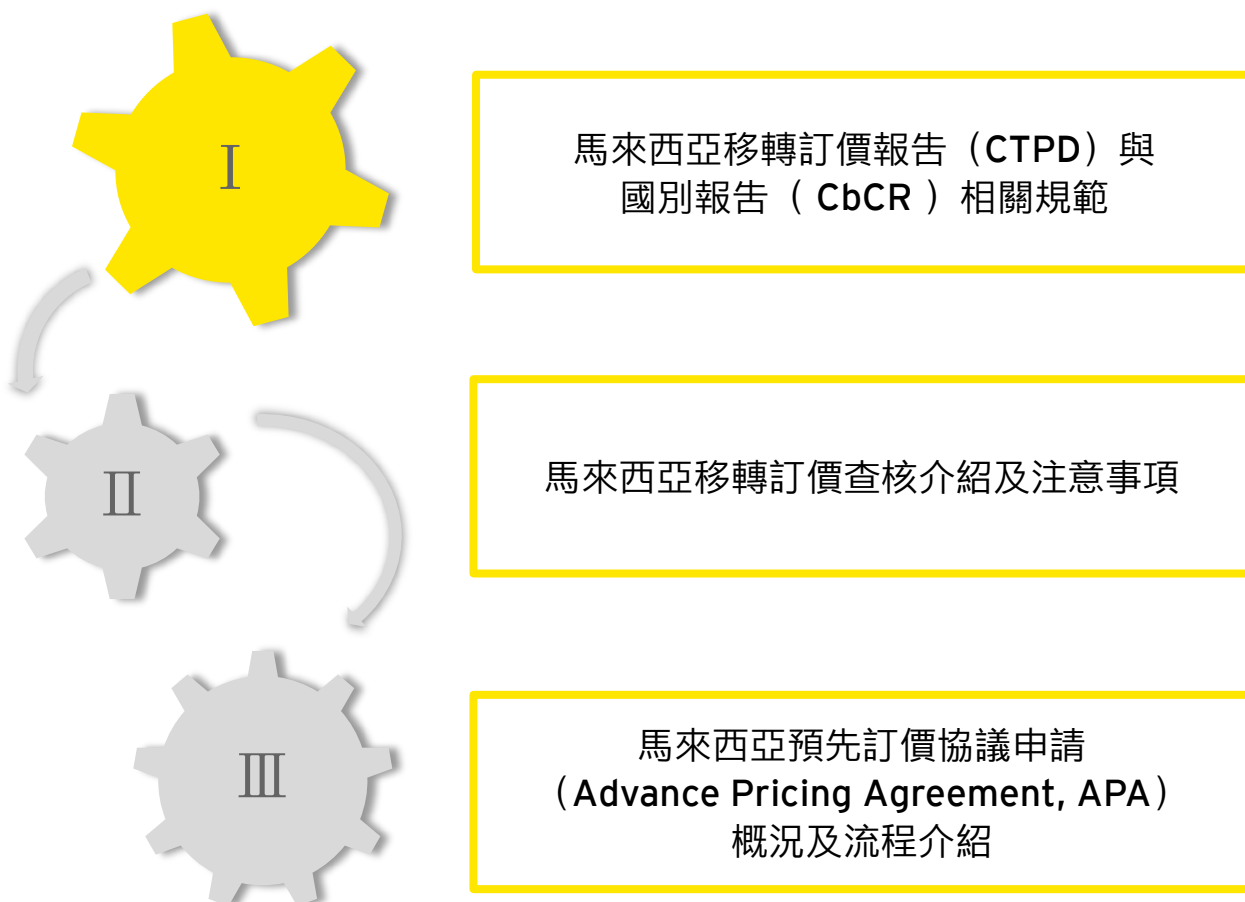 Ⅰ
馬來西亞移轉訂價報告（CTPD）與
國別報告（ CbCR ）相關規範
Ⅱ
馬來西亞移轉訂價查核介紹及注意事項
Ⅲ
馬來西亞預先訂價協議申請
（Advance Pricing Agreement, APA）
概況及流程介紹